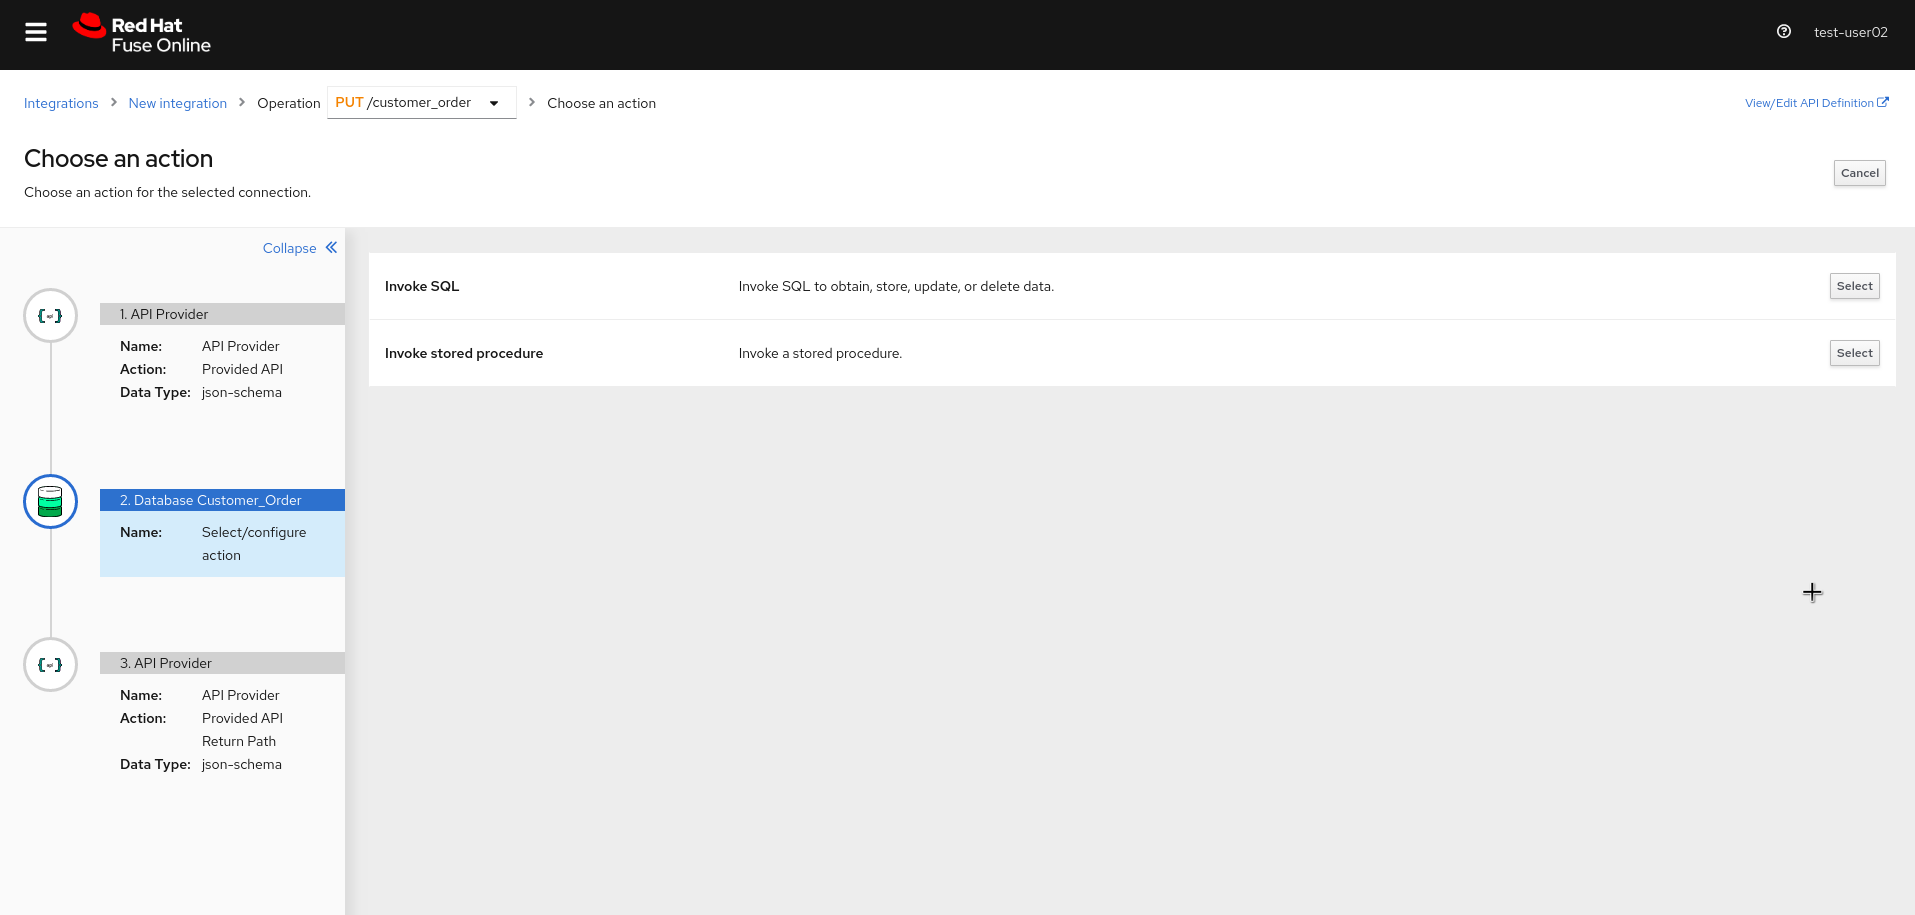 Red Hat
Fuse Online
test-user02
Integrations
New integration
Operation
PUT /customer_order
Choose an action
View/Edit API Definition
Choose an action
Choose an action for the selected connection.
Cancel
Collapse
1. API Provider
Name: API Provider
Action: Provided API
Data Type: json-schema
2. Database Customer_Order
Name: Select/configure
action
3. API Provider
Name: API Provider
Action: Provided API
Return Path
Data Type: json-schema
Invoke SQL
Invoke SQL to obtain, store, update, or delete data.
Select
Invoke stored procedure
Invoke a stored procedure.
Select